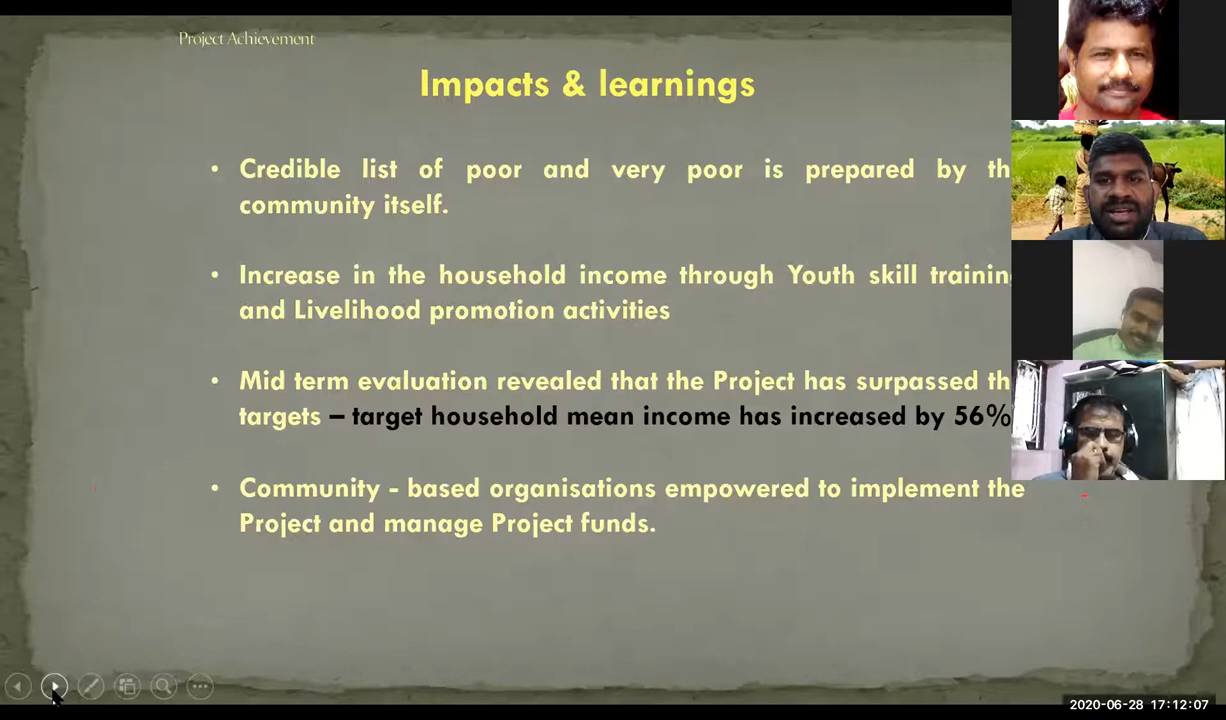 Project Achievement
Impacts & learnings
• Credible list of poor and very poor is prepared by th
community itself.
• Increase in the household income through Youth skill training
and Livelihood promotion activities
• Mid term evaluation revealed that the Project has surpassed th
targets – target household mean income has increased by 56%
• Community - based organisations empowered to implement the
Project and manage Project funds.
2020-06-28 17:12:07